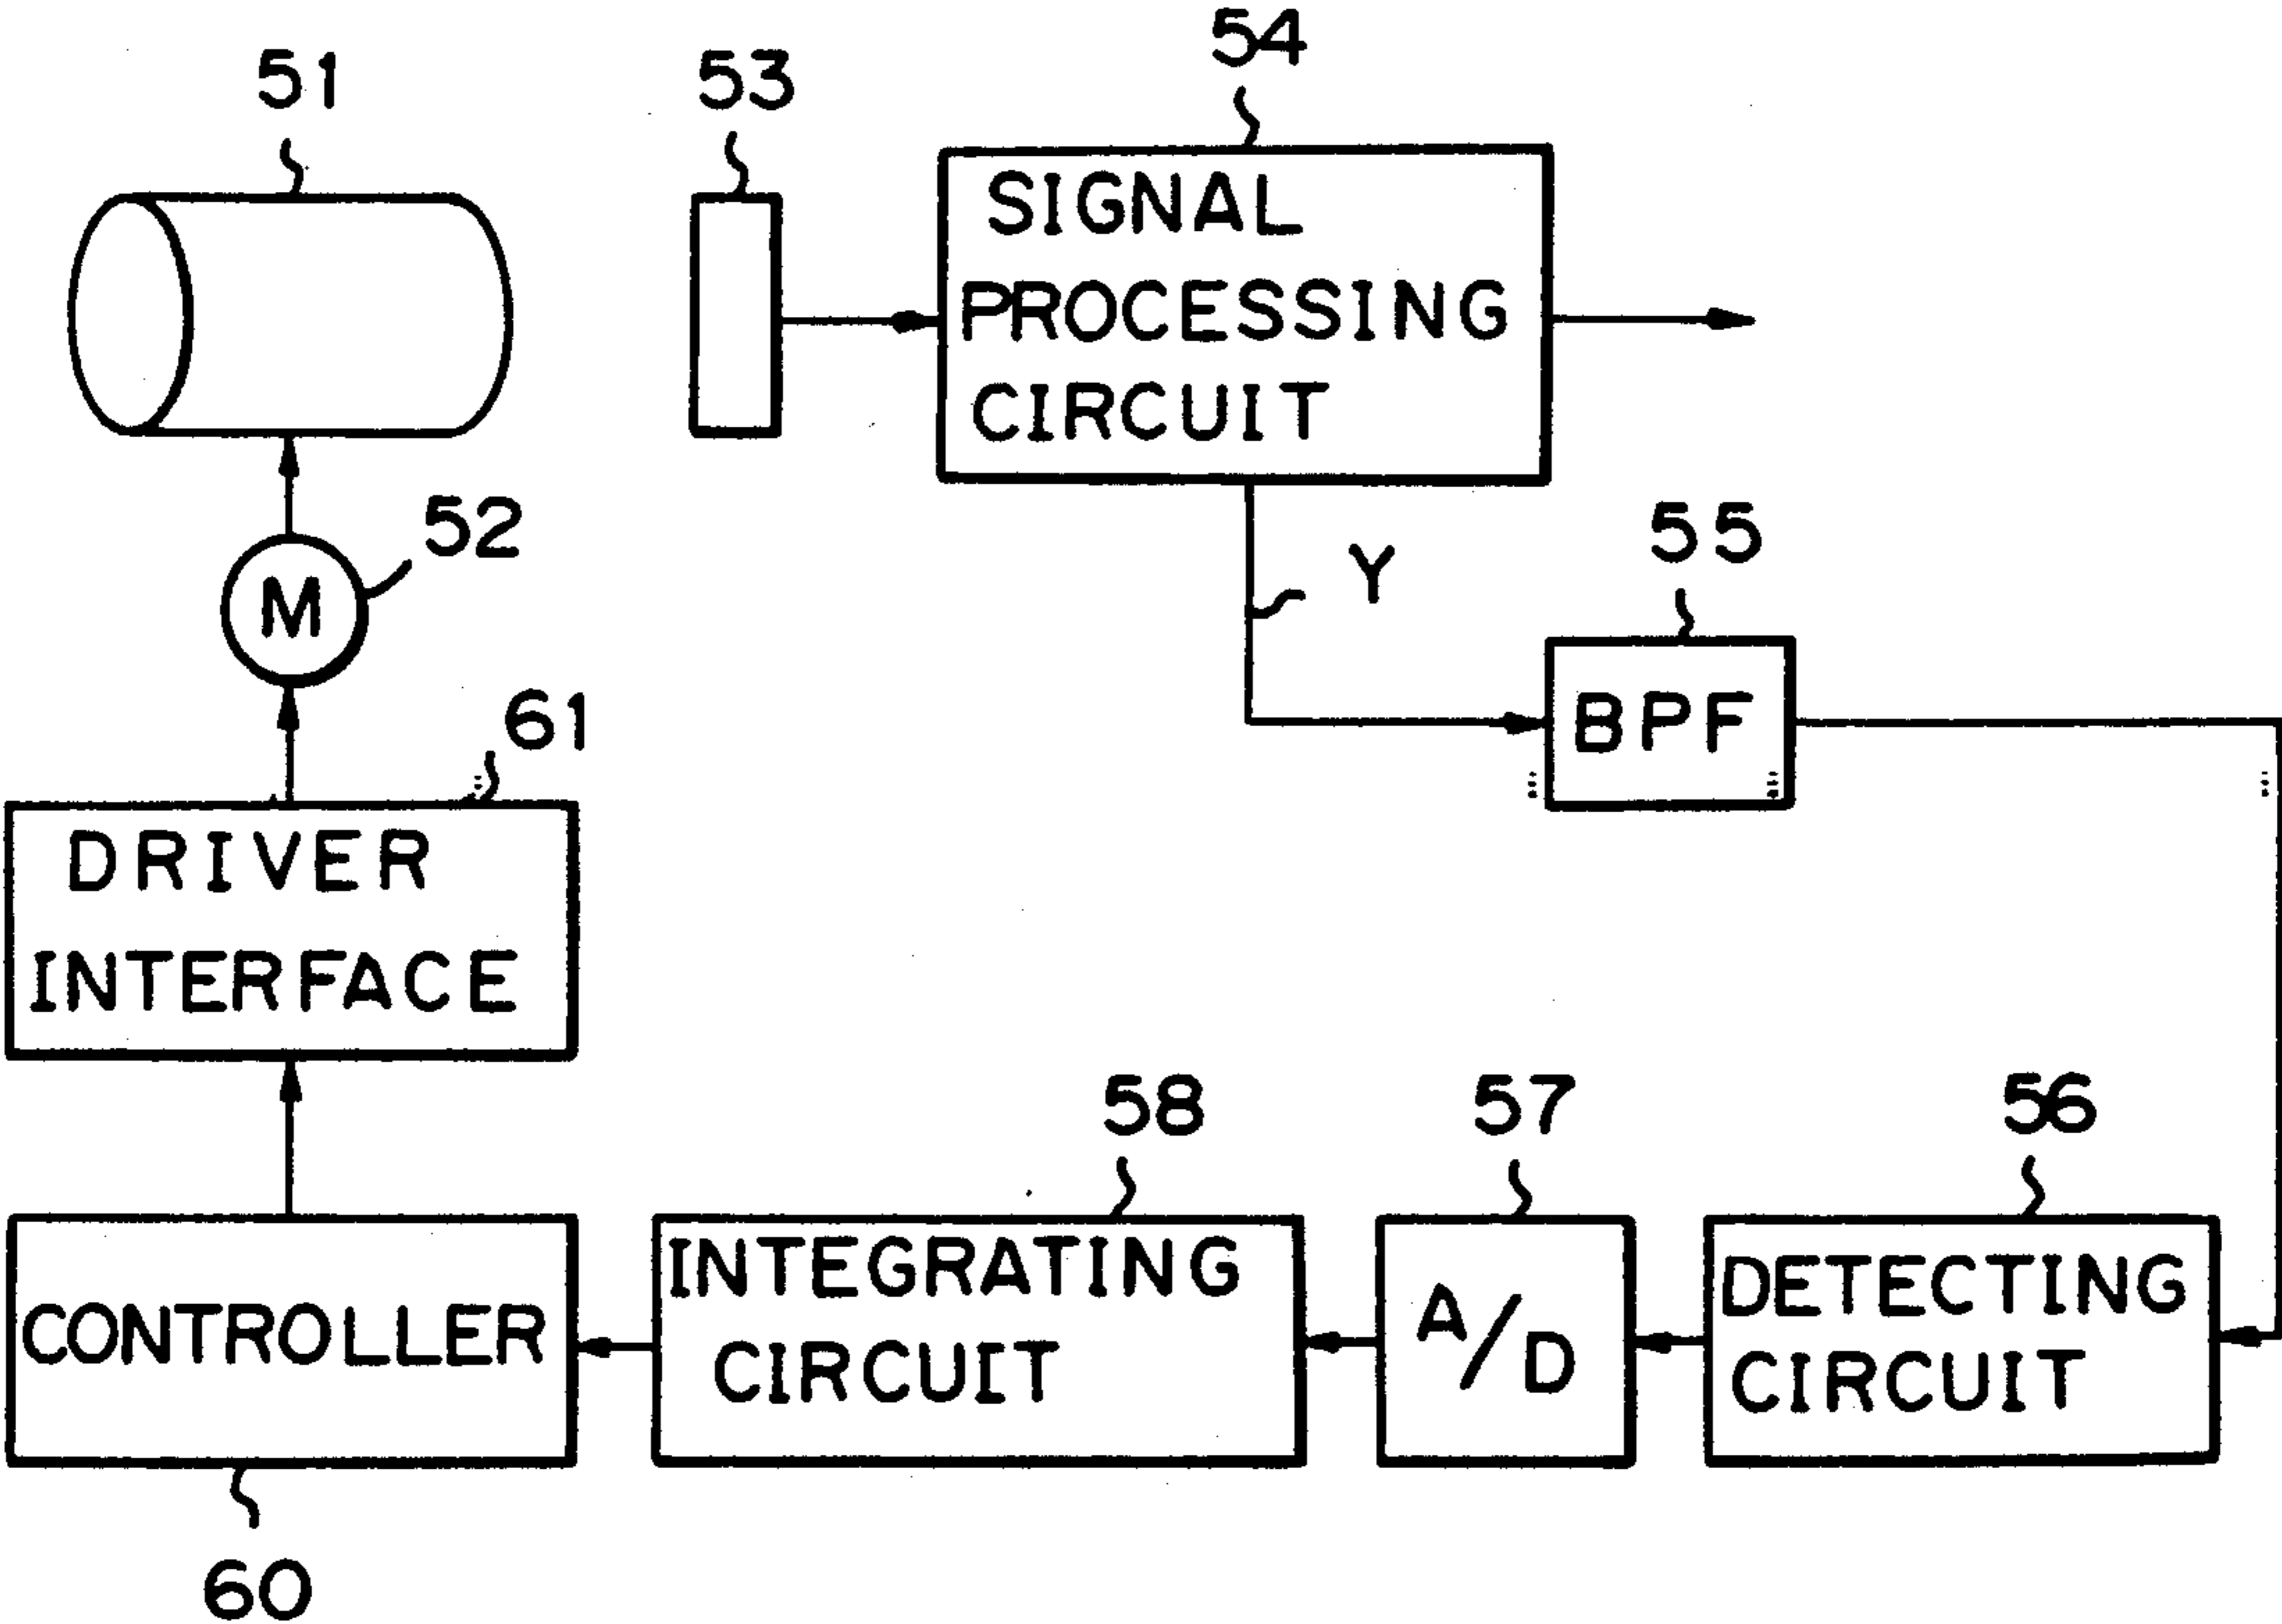 51
53
54
SIGNAL
PROCESSING
CIRCUIT
52
M
Y
55
BPF
61
DRIVER
INTERFACE
58
57
56
CONTROLLER
INTEGRATING
CIRCUIT
A/D
DETECTING
CIRCUIT
60